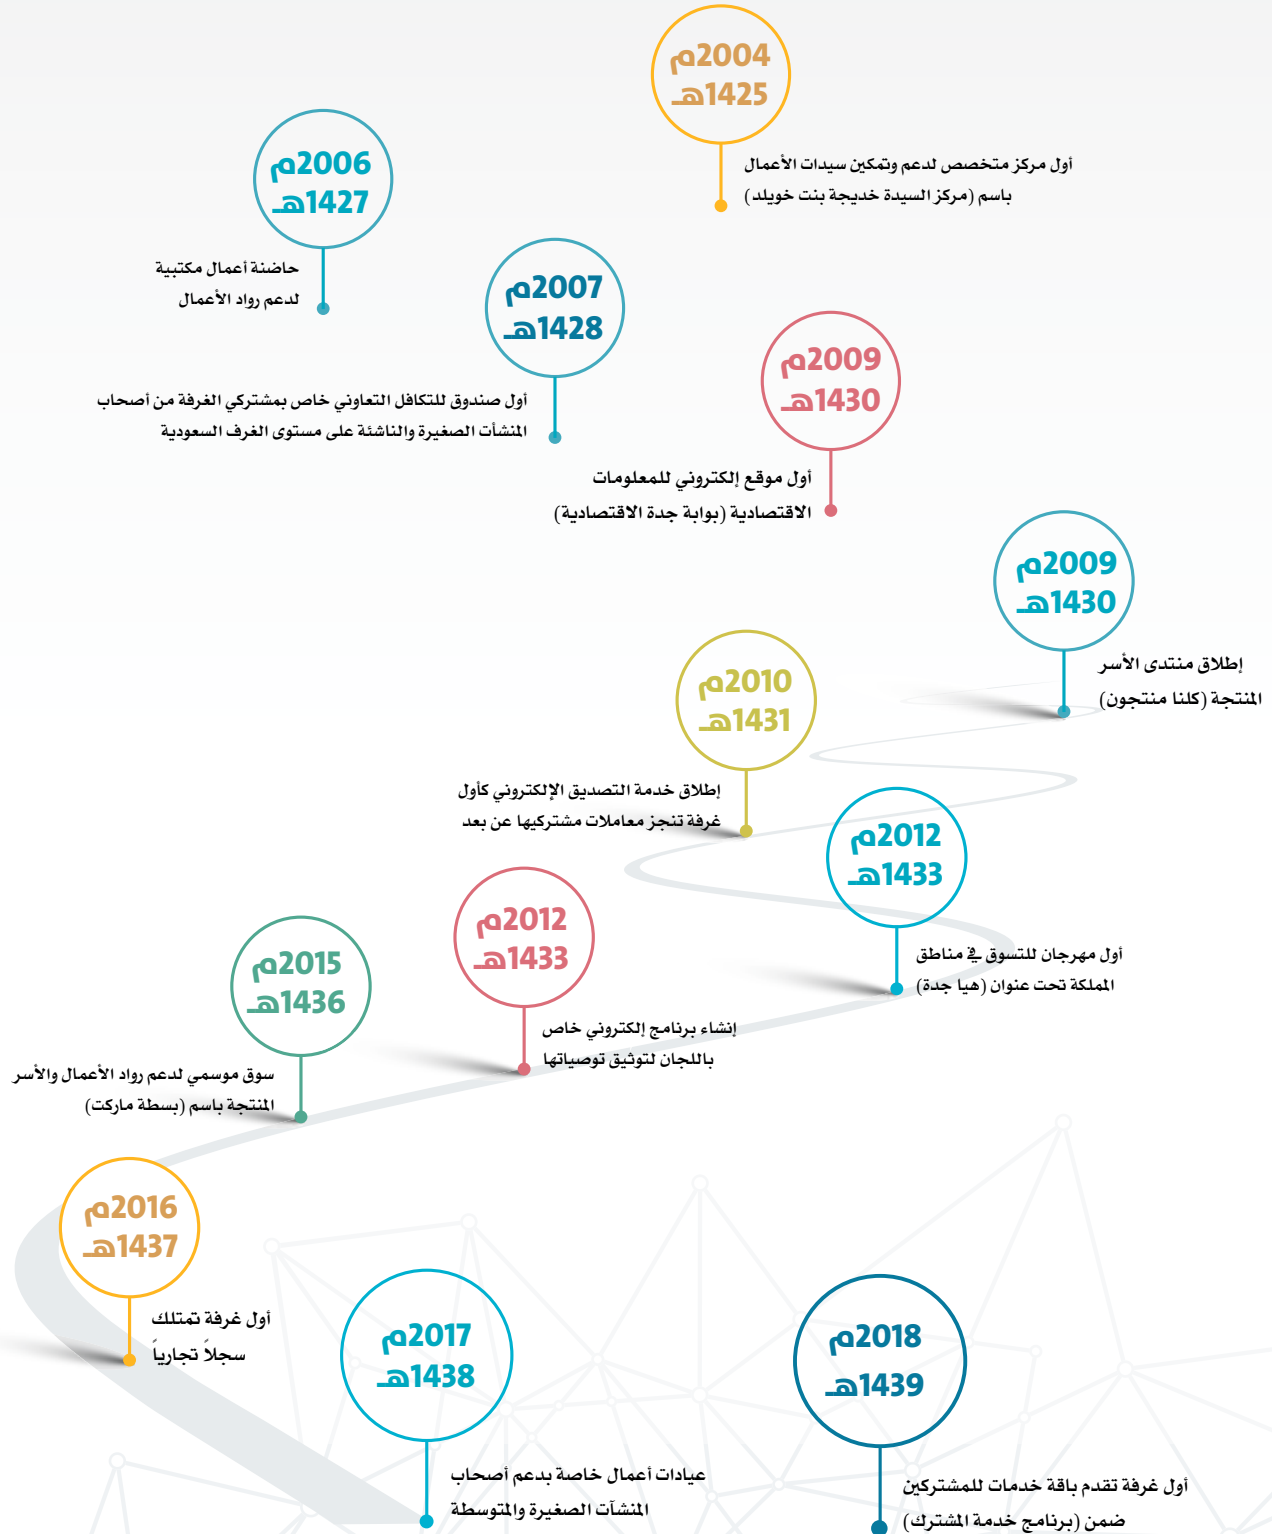 2004م
1425هـ
أول مركز متخصص لدعم وتمكين سيدات الأعمال
باسم (مركز السيدة خديجة بنت خويلد)
2006م
1427هـ
حاضنة أعمال مكتبية
لدعم رواد الأعمال
2007م
1428هـ
أول صندوق للتكافل التعاوني خاص بمشتركي الغرفة من أصحاب
المنشأت الصغيرة والناشئة على مستوى الغرف السعودية
2009م
1430هـ
أول موقع إلكتروني للمعلومات
الاقتصادية (بوابة جدة الاقتصادية)
2009م
1430هـ
إطلاق منتدى الأسر
المنتجة (كلنا منتجون)
2010م
1431هـ
إطلاق خدمة التصديق الإلكتروني كأول
غرفة تنجز معاملات مشتركيها عن بعد
2012م
1433هـ
أول مهرجان للتسوق في مناطق
المملكة تحت عنوان (هيا جدة)
2012م
1433هـ
إنشاء برنامج إلكتروني خاص
باللجان لتوثيق توصياتها
2015م
1436هـ
سوق موسمي لدعم رواد الأعمال والأسر
المنتجة باسم (بسطة ماركت)
2016م
1437هـ
أول غرفة تمتلك
سجلاً تجارياً
2017م
1438هـ
عيادات أعمال خاصة بدعم أصحاب
المنشآت الصغيرة والمتوسطة
2018م
1439هـ
أول غرفة تقدم باقة خدمات للمشتركين
ضمن (برنامج خدمة المشترك)